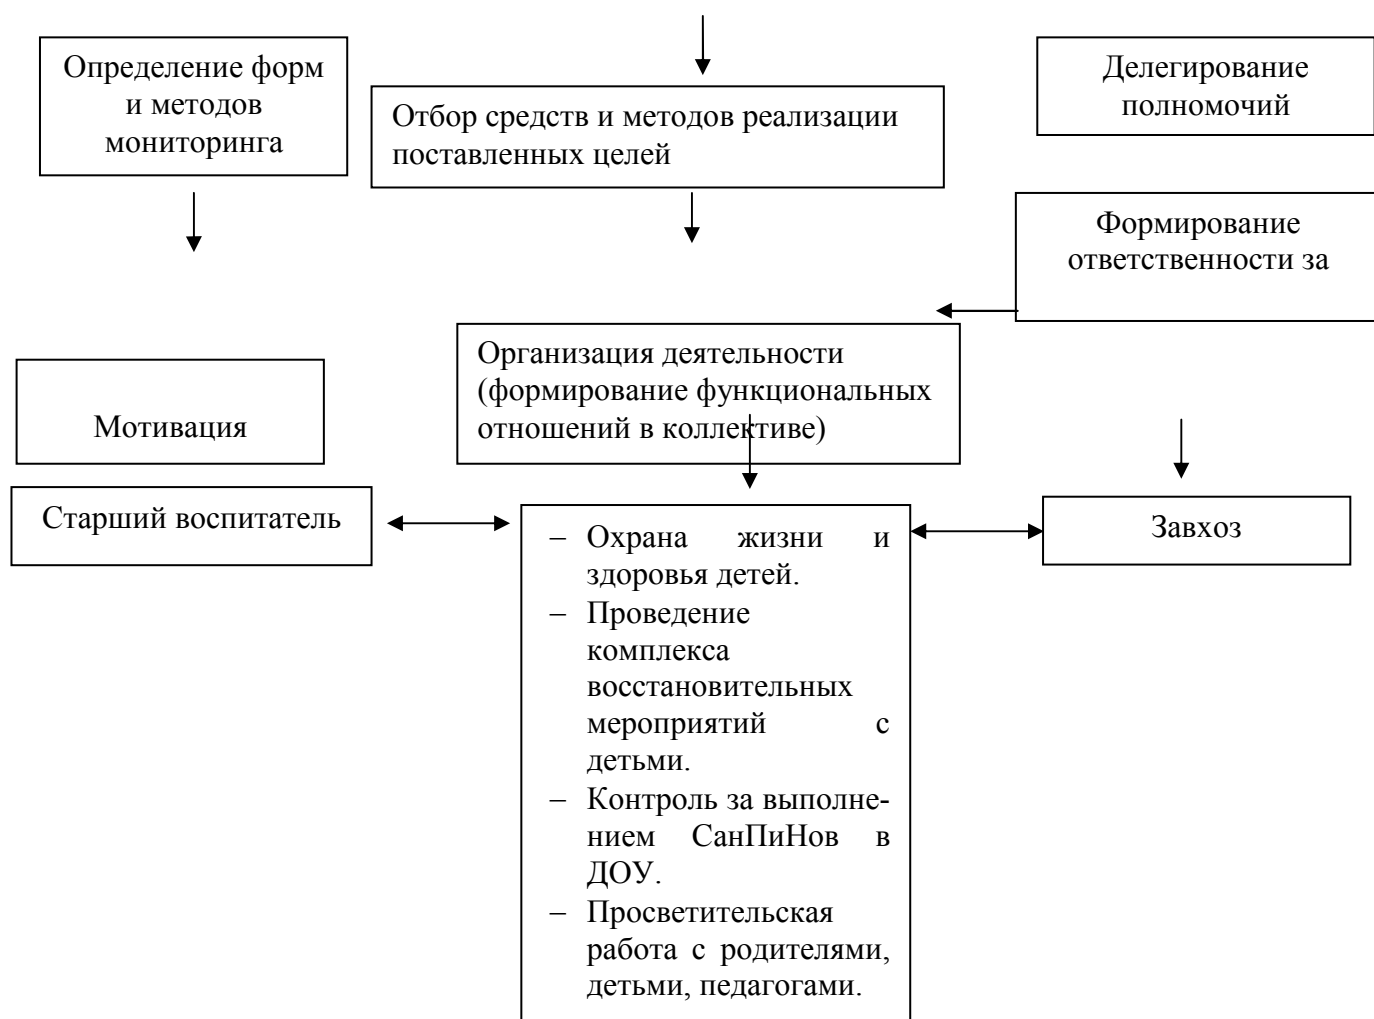 Определение форм
и методов
мониторинга
Отбор средств и методов реализации
поставленных целей
Делегирование
полномочий
Формирование
ответственности за
Организация деятельности
(формирование функциональных
отношений в коллективе)
Мотивация
Старший воспитатель
– Охрана жизни и
здоровья детей.
– Проведение
комплекса
восстановительных
мероприятий с
детьми.
– Контроль за выполне-
нием СанПиНов в
ДОУ.
– Просветительская
работа с родителями,
детьми, педагогами.
Завхоз